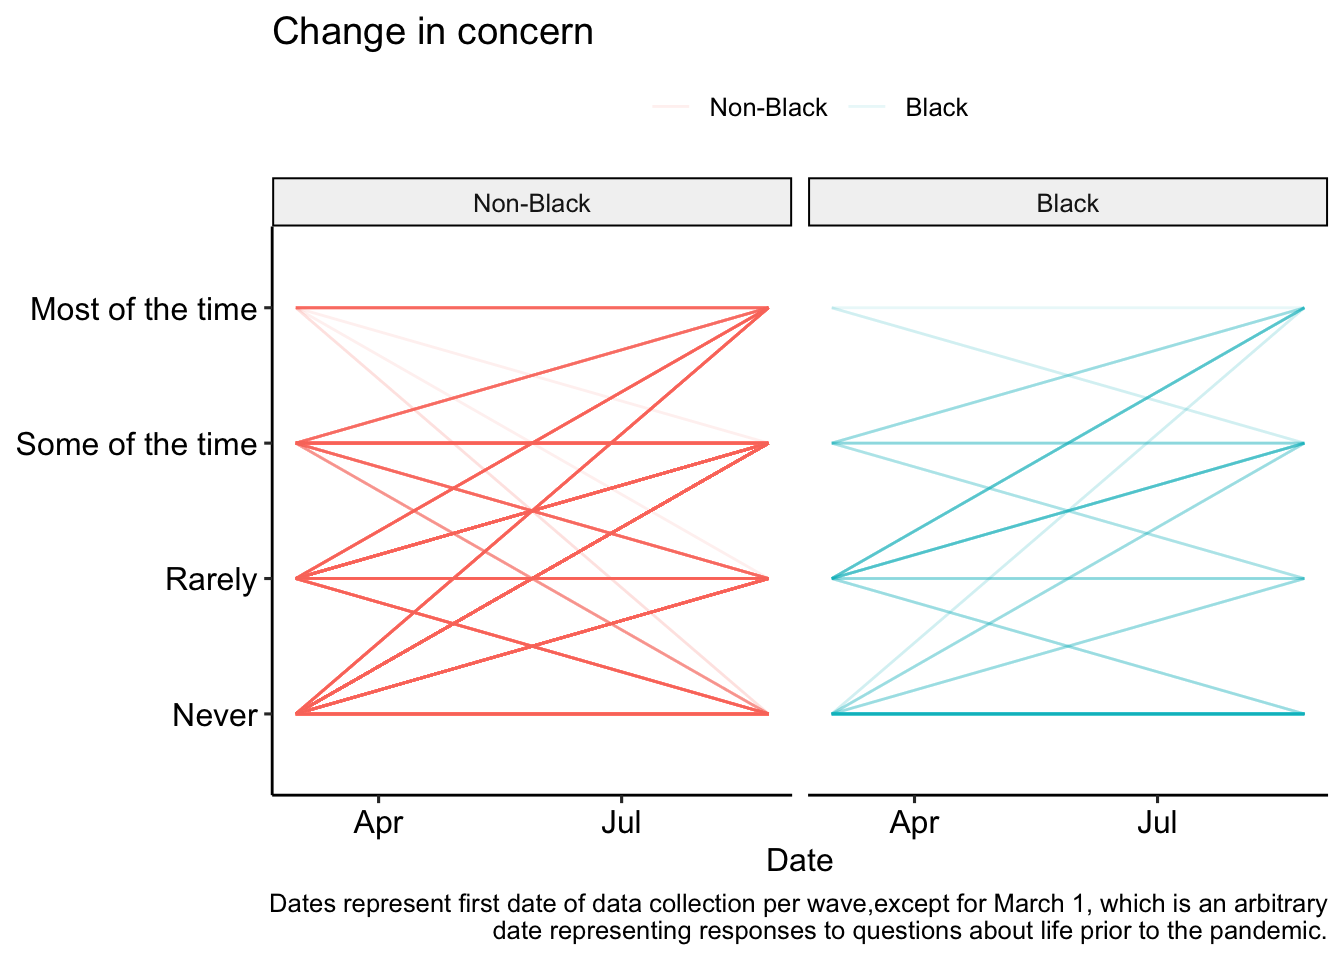 Change in concern
Non-Black
Black
Non-Black
Black
Most of the time
Some of the time
Rarely
Never
Apr
Jul
Apr
Jul
Date
Dates represent first date of data collection per wave,except for March 1, which is an arbitrary
date representing responses to questions about life prior to the pandemic.